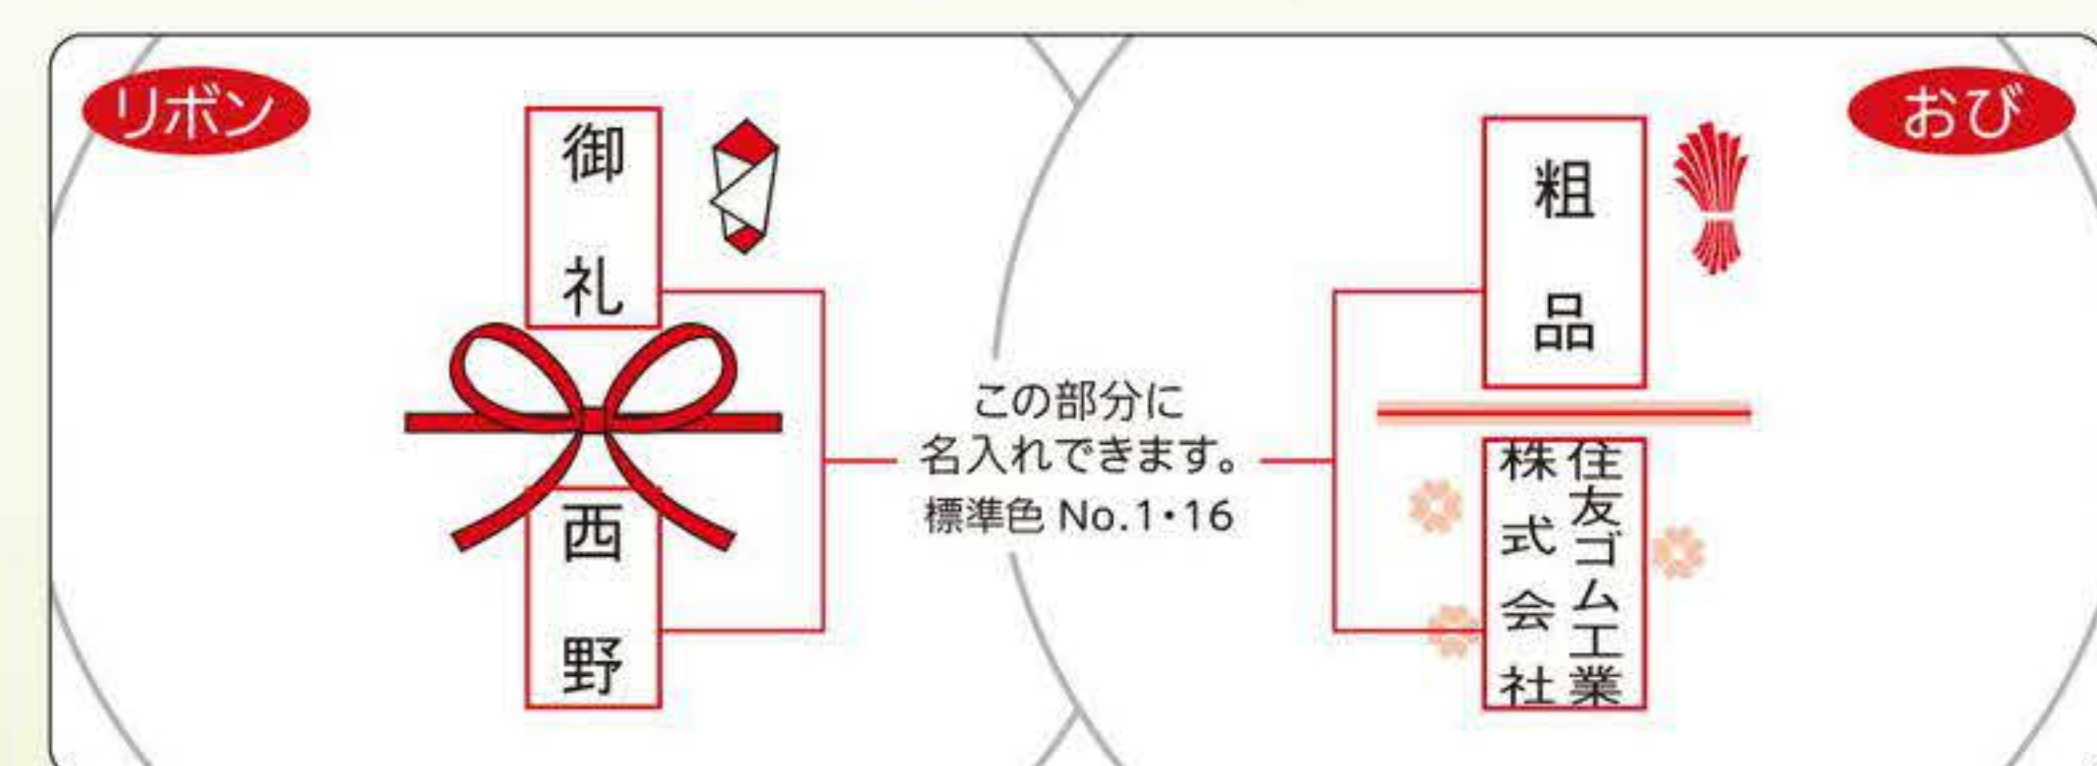 リボン
御礼
西野
この部分に
名入れできます。
標準色 No.1・16
おび
粗品
住友ゴム工業
株式会社